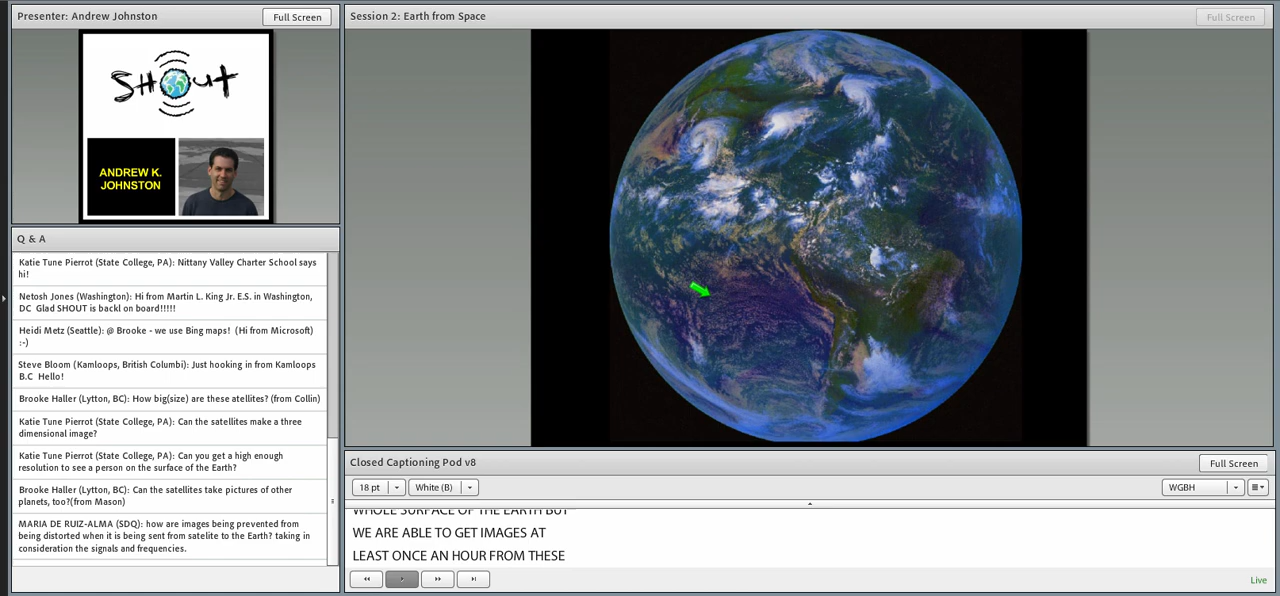 Presenter: Andrew Johnston
Full Screen
SHOUT
ANDREW K.
JOHNSTON
Q & A
Katie Tune Pierrot (State College, PA): Nittany Valley Charter School says
hi!
Netosh Jones (Washington): Hi from Martin L. King Jr. E.S. in Washington,
DC Glad SHOUT is backl on board!!!!!
Heidi Metz (Seattle): @ Brooke - we use Bing maps! (Hi from Microsoft)
:-)
Steve Bloom (Kamloops, British Columbi): Just hooking in from Kamloops
B.C Hello!
Brooke Haller (Lytton, BC): How big(size) are these atellites? (from Collin)
Katie Tune Pierrot (State College, PA): Can the satellites make a three
dimensional image?
Katie Tune Pierrot (State College, PA): Can you get a high enough
resolution to see a person on the surface of the Earth?
Brooke Haller (Lytton, BC): Can the satellites take pictures of other
planets, too?(from Mason)
MARIA DE RUIZ-ALMA (SDQ): how are images being prevented from
being distorted when it is being sent from satelite to the Earth? taking in
consideration the signals and frequencies.
Session 2: Earth from Space
Full Screen
Closed Captioning Pod v8
Full Screen
18 pt
White (B)
WGBH
WHOLE SURFACE OF THE EARTH BUT
WE ARE ABLE TO GET IMAGES AT
LEAST ONCE AN HOUR FROM THESE
Live